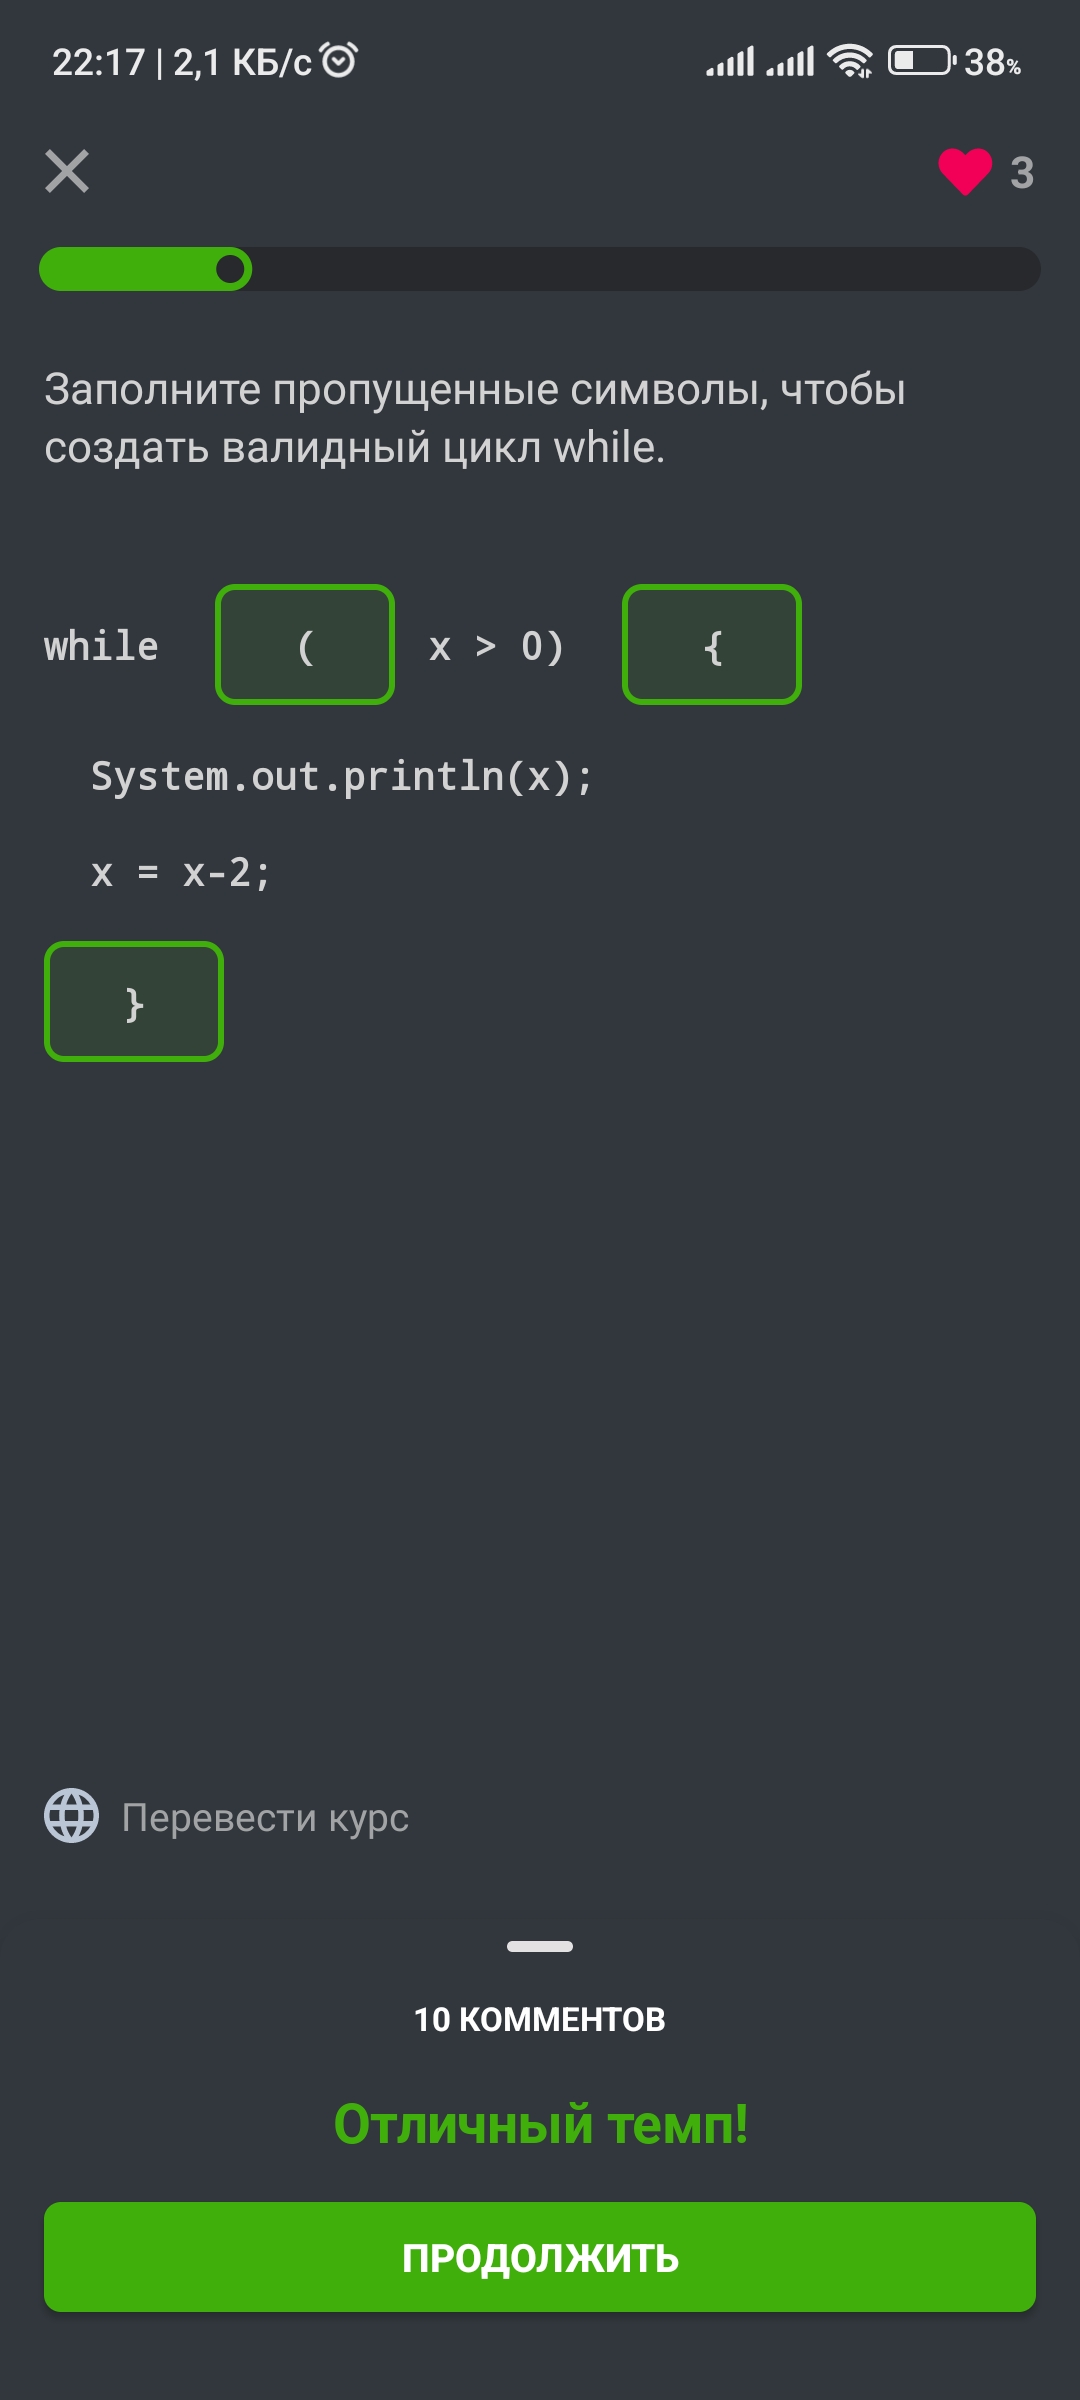 22:17 | 2,1 КБ/с 38%
3
Заполните пропущенные символы, чтобы
создать валидный цикл while.
while ( x > 0) {
System.out.println(x);
x = x-2;
}
Перевести курс
10 КОММЕНТОВ
Отличный темп!
ПРОДОЛЖИТЬ